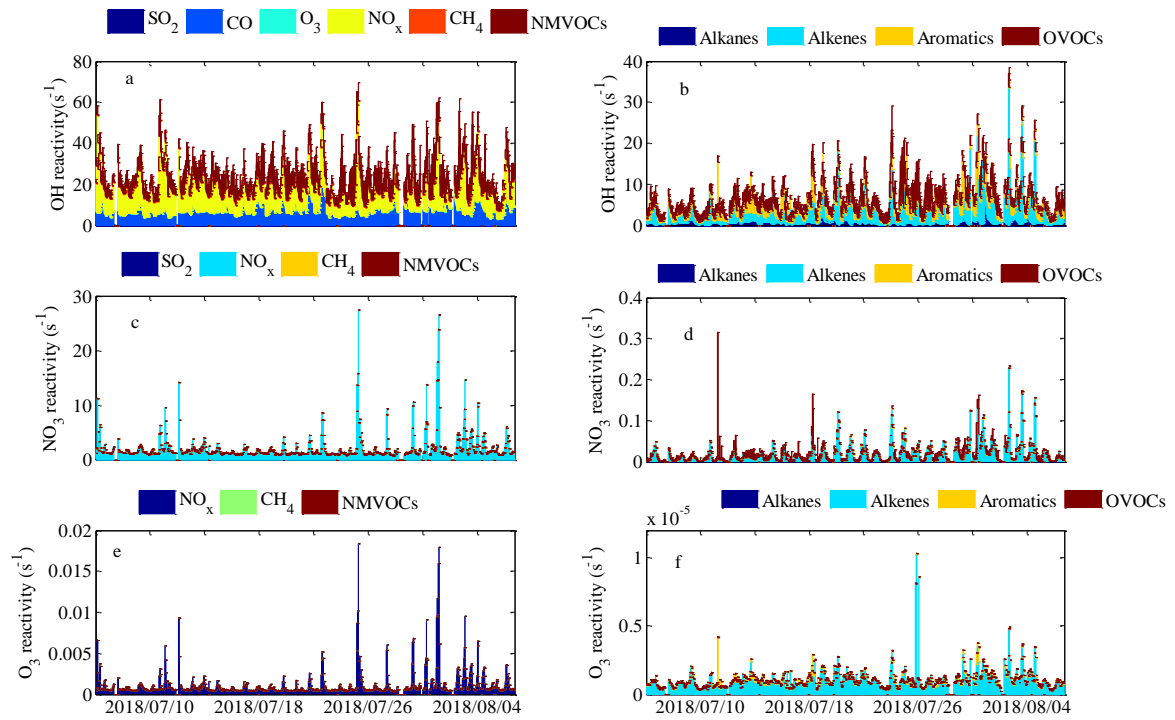 SO2 CO O3 NOx CH4 NMVOCs
Alkanes Alkenes Aromatics OVOCs
80
60
40
20
0
OH reactivity(s-1)
a
40
30
20
10
0
OH reactivity (s-1)
b
SO2 NOx CH4 NMVOCs
Alkanes Alkenes Aromatics OVOCs
30
20
10
0
NO3 reactivity (s-1)
c
0.4
0.3
0.2
0.1
0
NO3 reactivity (s-1)
d
NOx CH4 NMVOCs
Alkanes Alkenes Aromatics OVOCs
0.02
0.015
0.01
0.005
0
O3 reactivity (s-1)
e
2018/07/10 2018/07/18 2018/07/26 2018/08/04
x 10-5
1
0.5
0
O3 reactivity (s-1)
f
2018/07/10 2018/07/18 2018/07/26 2018/08/04